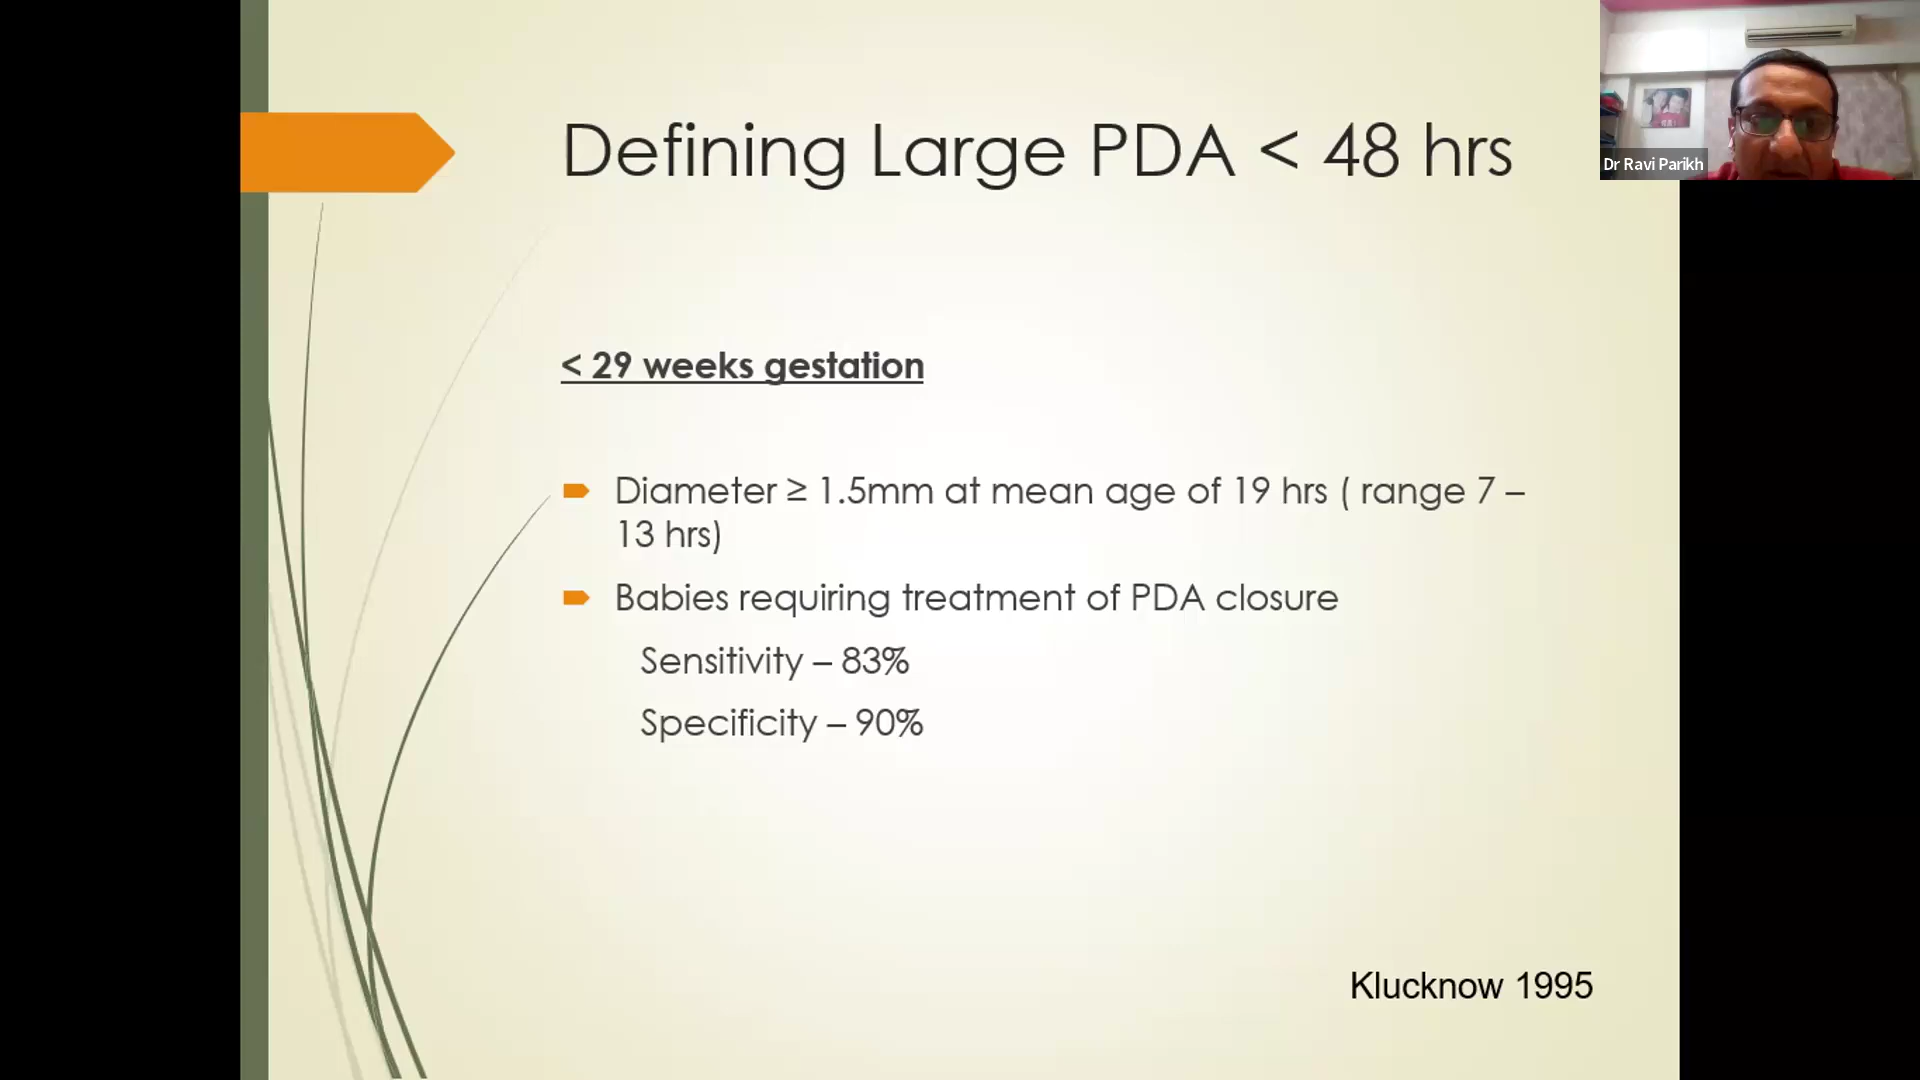 Defining Large PDA < 48 hrs
Dr Ravi Parikh
< 29 weeks gestation
Diameter ≥ 1.5mm at mean age of 19 hrs ( range 7 –
13 hrs)
Babies requiring treatment of PDA closure
Sensitivity – 83%
Specificity – 90%
Klucknow 1995